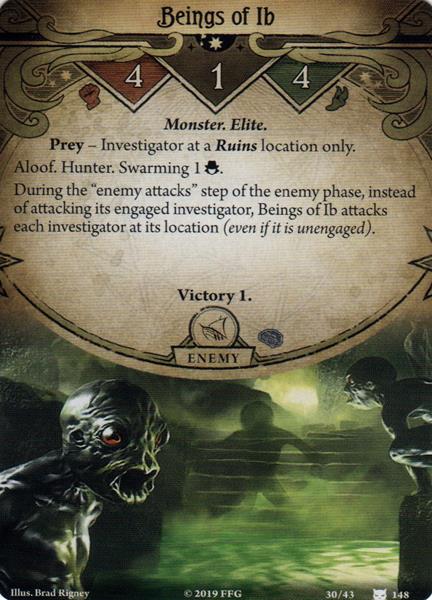 Beings of Ib
4 1 4
Monster. Elite.
Prey – Investigator at a Ruins location only.
Aloof. Hunter. Swarming 1.
During the “enemy attacks” step of the enemy phase, instead
of attacking its engaged investigator, Beings of Ib attacks
each investigator at its location (even if it is unengaged).
Victory 1.
ENEMY
Illus. Brad Rigney © 2019 FFG 30/43 148